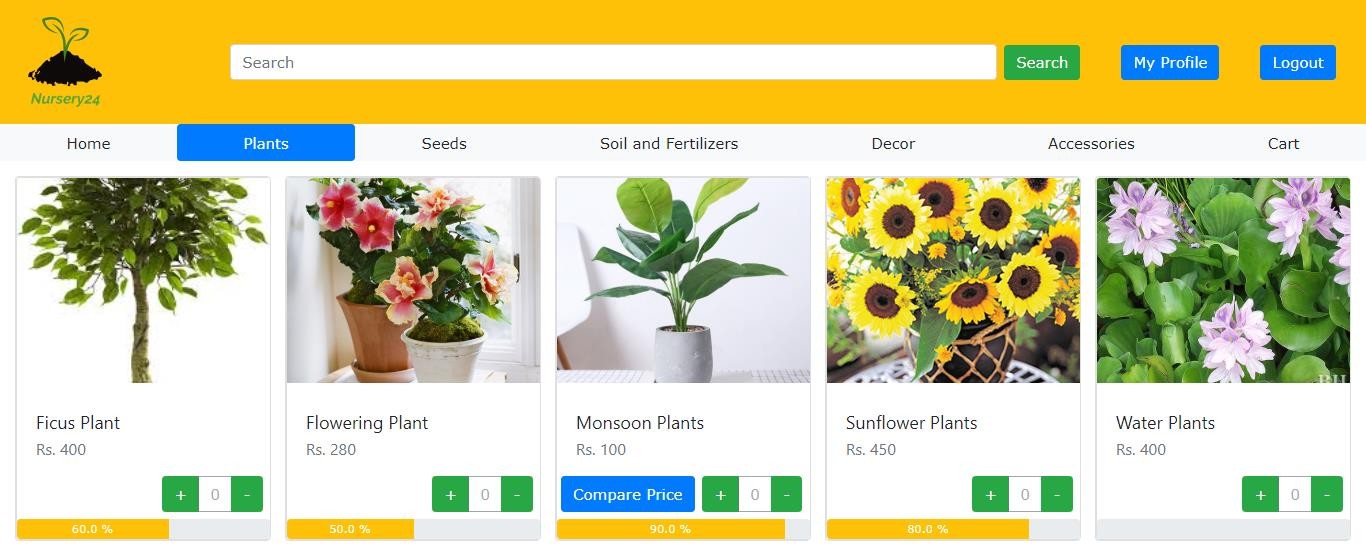 Nursery24
Search
Search
My Profile
Logout
Home
Plants
Seeds
Soil and Fertilizers
Decor
Accessories
Cart
Ficus Plant
Rs. 400
+ 0 -
60.0 %
Flowering Plant
Rs. 280
+ 0 -
50.0 %
Monsoon Plants
Rs. 100
Compare Price
+ 0 -
90.0 %
Sunflower Plants
Rs. 450
+ 0 -
80.0 %
Water Plants
Rs. 400
+ 0 -